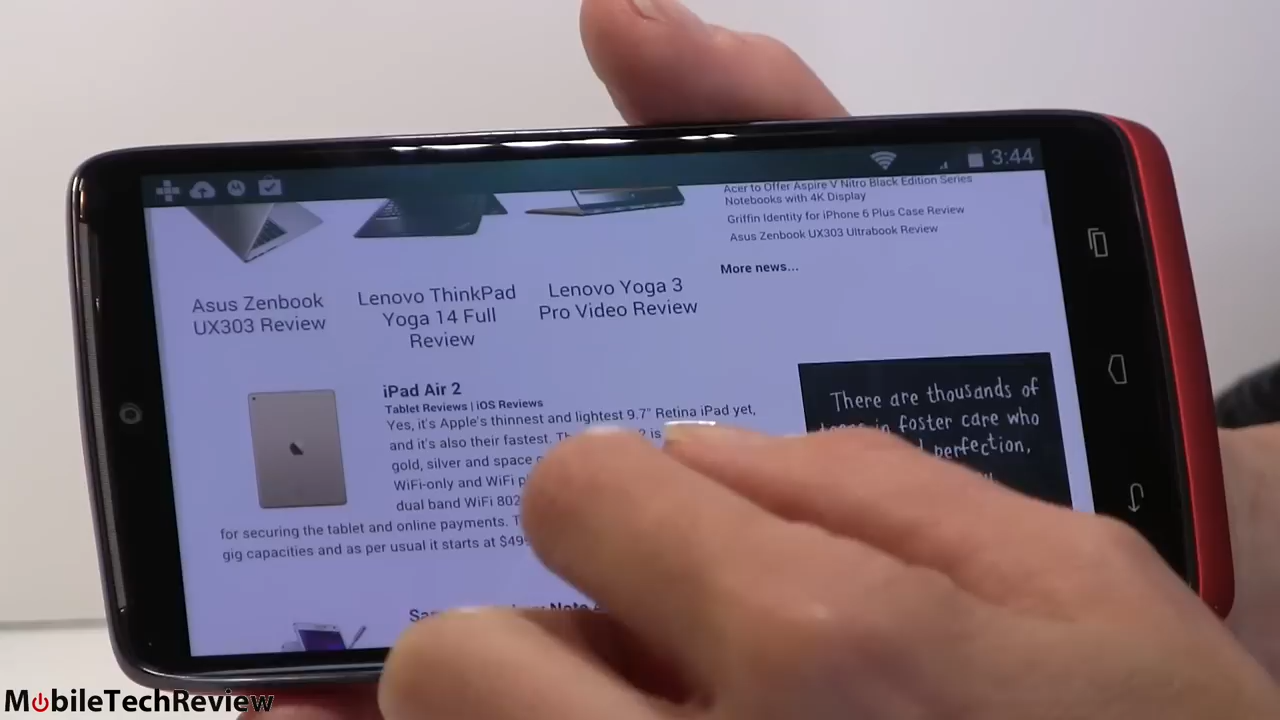 3:44
Acer to Offer Aspire V Nitro Black Edition Series
Notebooks with 4K Display
Griffin Identity for iPhone 6 Plus Case Review
Asus Zenbook UX303 Ultrabook Review
More news...
Asus Zenbook
UX303 Review
Lenovo ThinkPad
Yoga 14 Full
Review
Lenovo Yoga 3
Pro Video Review
iPad Air 2
Tablet Reviews | iOS Reviews
Yes, it's Apple's thinnest and lightest 9.7" Retina iPad yet,
and it's also their fastest. 2 is
gold, silver and space
WiFi-only and WiFi
dual band WiFi
for securing the tablet and online payments.
gig capacities and as per usual it starts at
There are thousands of
in foster care who
perfection,
Note
MobileTechReview